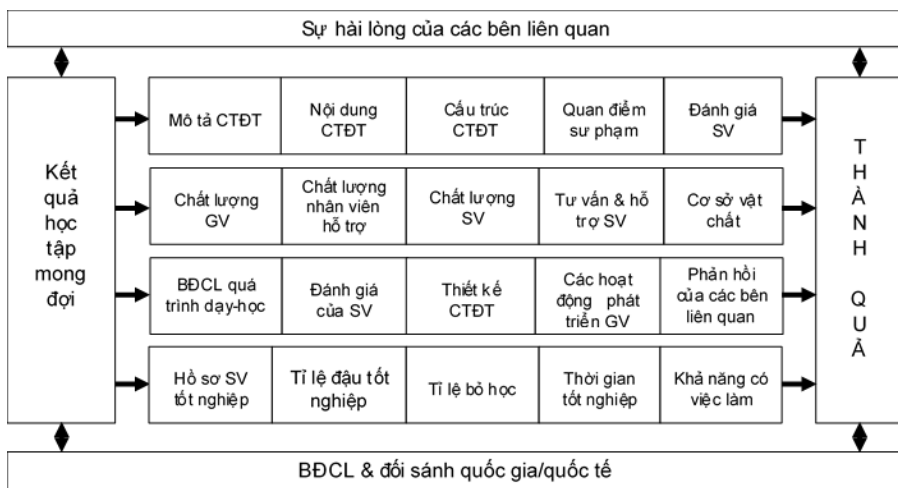 Sự hài lòng của các bên liên quan
Kết
quả
học
tập
mong
đợi
Mô tả CTĐT
Nội dung
CTĐT
Cấu trúc
CTĐT
Quan điểm
sư phạm
Đánh giá
SV
Chất lượng
GV
Chất lượng
nhân viên
hỗ trợ
Chất lượng
SV
Tư vấn & hỗ
trợ SV
Cơ sở vật
chất
BĐCL quá
trình dạy-học
Đánh giá
của SV
Thiết kế
CTĐT
Các hoạt
động phát
triển GV
Phản hồi
của các bên
liên quan
Hồ sơ SV
tốt nghiệp
Tỉ lệ đậu tốt
nghiệp
Tỉ lệ bỏ học
Thời gian
tốt nghiệp
Khả năng có
việc làm
T
H
À
N
H
Q
U
Ả
BĐCL & đối sánh quốc gia/quốc tế